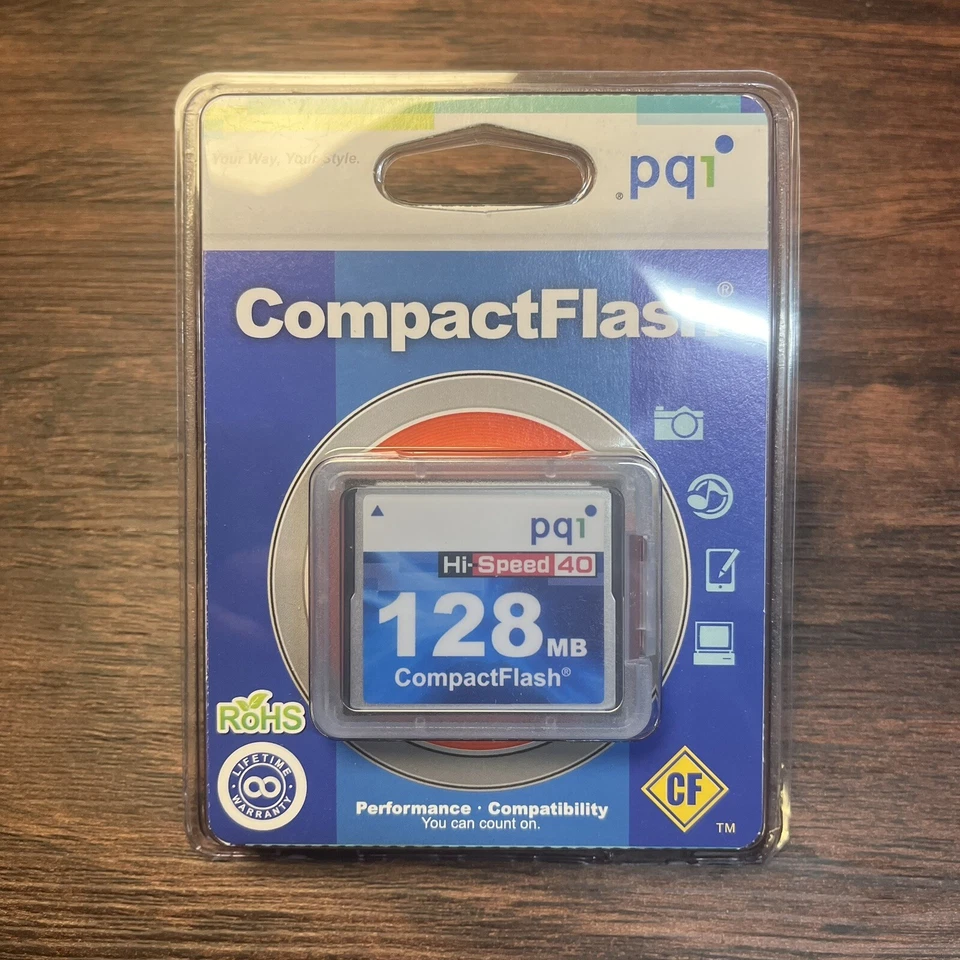 Your Way, Your Style.
pqi®
CompactFlash®
pqi
Hi-Speed 40
128MB
CompactFlash®
RoHS
LIFETIME
WARRANTY
CF
TM
Performance · Compatibility
You can count on.